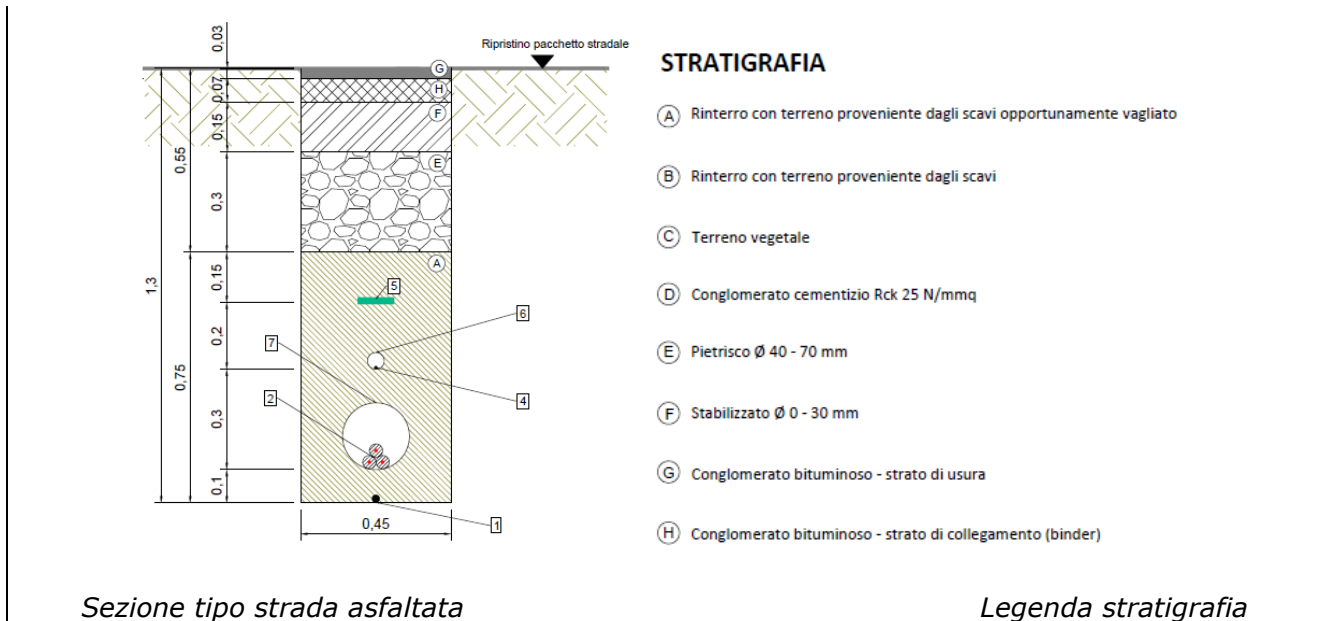 Ripristino pacchetto stradale
0,03
0,07
0,15
0,3
0,55
1,3
0,15
0,2
0,3
0,1
0,75
0,45
G
H
F
E
A
5
6
7
4
2
1
STRATIGRAFIA
A Rinterro con terreno proveniente dagli scavi opportunamente vagliato
B Rinterro con terreno proveniente dagli scavi
C Terreno vegetale
D Conglomerato cementizio Rck 25 N/mmq
E Pietrisco Ø 40 - 70 mm
F Stabilizzato Ø 0 - 30 mm
G Conglomerato bituminoso - strato di usura
H Conglomerato bituminoso - strato di collegamento (binder)
Sezione tipo strada asfaltata
Legenda stratigrafia